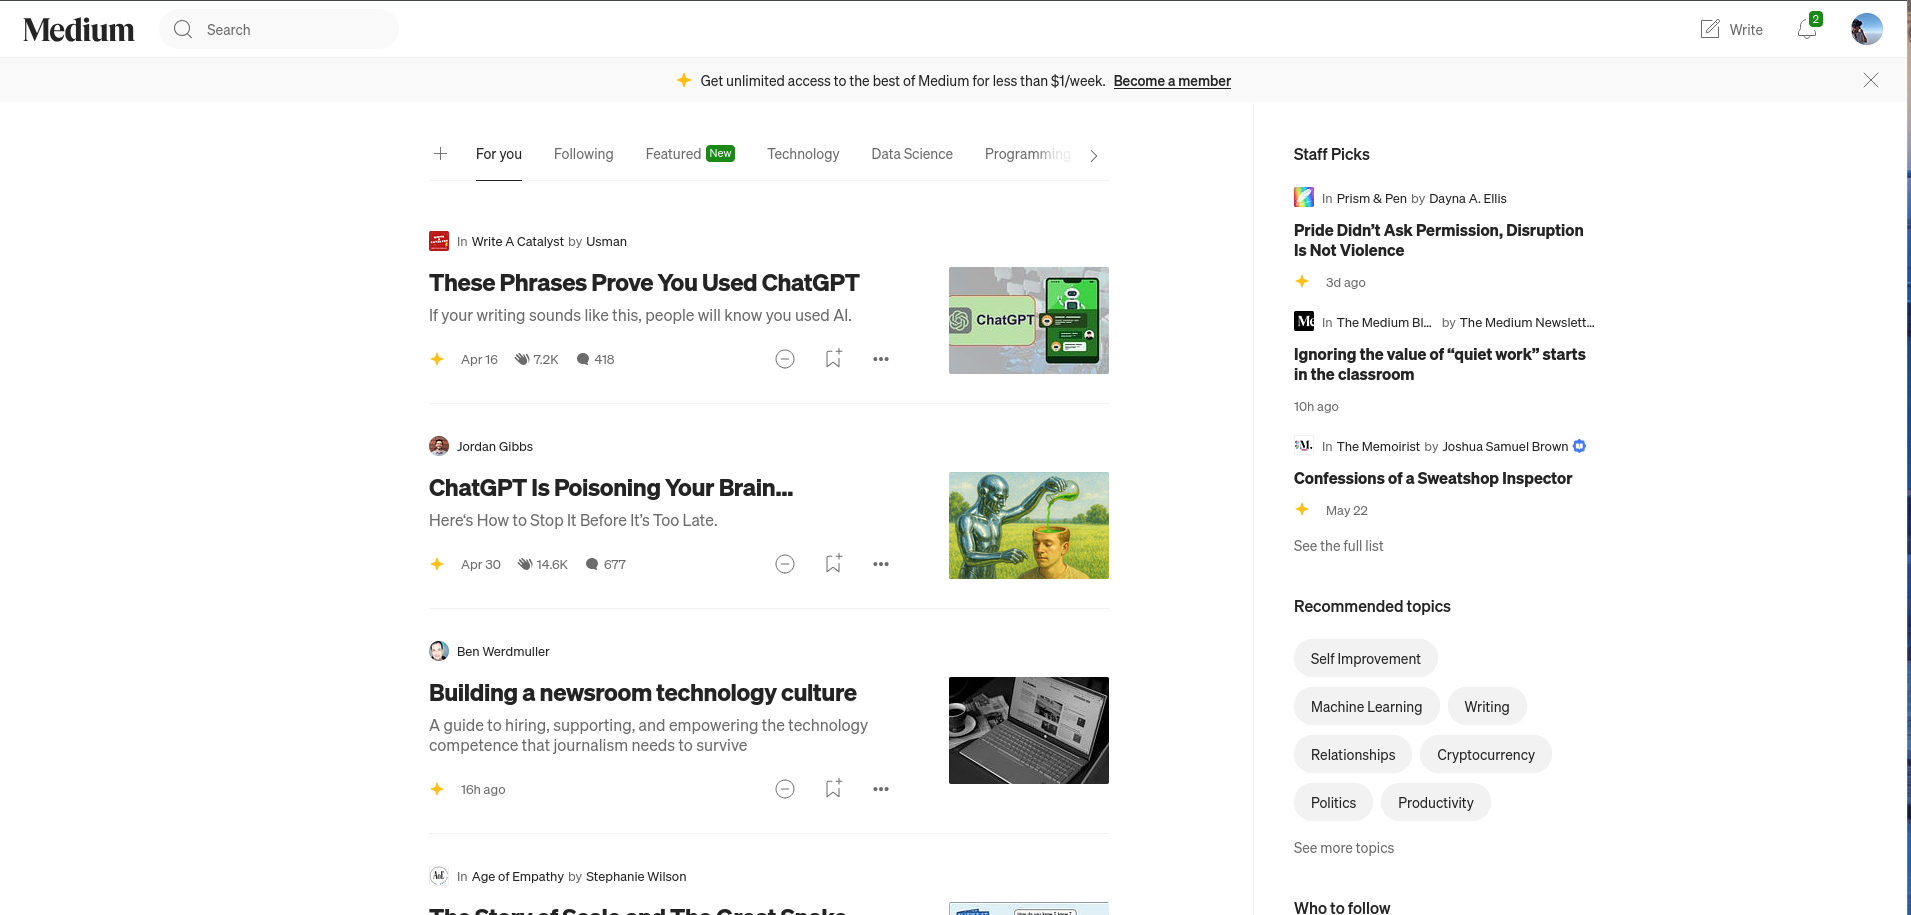 Medium
Search
Write
2
Get unlimited access to the best of Medium for less than $1/week. Become a member
For you
Following
Featured New
Technology
Data Science
Programming
In Write A Catalyst by Usman
These Phrases Prove You Used ChatGPT
If your writing sounds like this, people will know you used AI.
Apr 16
7.2K
418
ChatGPT
Jordan Gibbs
ChatGPT Is Poisoning Your Brain…
Here‘s How to Stop It Before It’s Too Late.
Apr 30
14.6K
677
Ben Werdmuller
Building a newsroom technology culture
A guide to hiring, supporting, and empowering the technology
competence that journalism needs to survive
16h ago
In Age of Empathy by Stephanie Wilson
Staff Picks
In Prism & Pen by Dayna A. Ellis
Pride Didn’t Ask Permission, Disruption
Is Not Violence
3d ago
In The Medium Bl… by The Medium Newslett…
Ignoring the value of “quiet work” starts
in the classroom
10h ago
In The Memoirist by Joshua Samuel Brown
Confessions of a Sweatshop Inspector
May 22
See the full list
Recommended topics
Self Improvement
Machine Learning
Writing
Relationships
Cryptocurrency
Politics
Productivity
See more topics
Who to follow